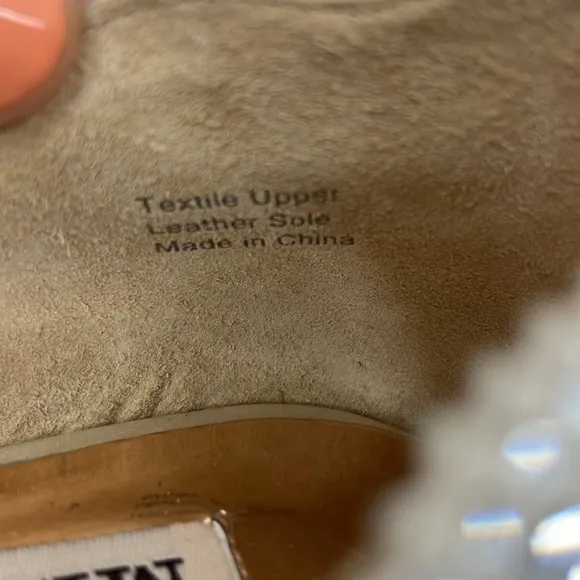 Textile Upper
Leather Sole
Made in China